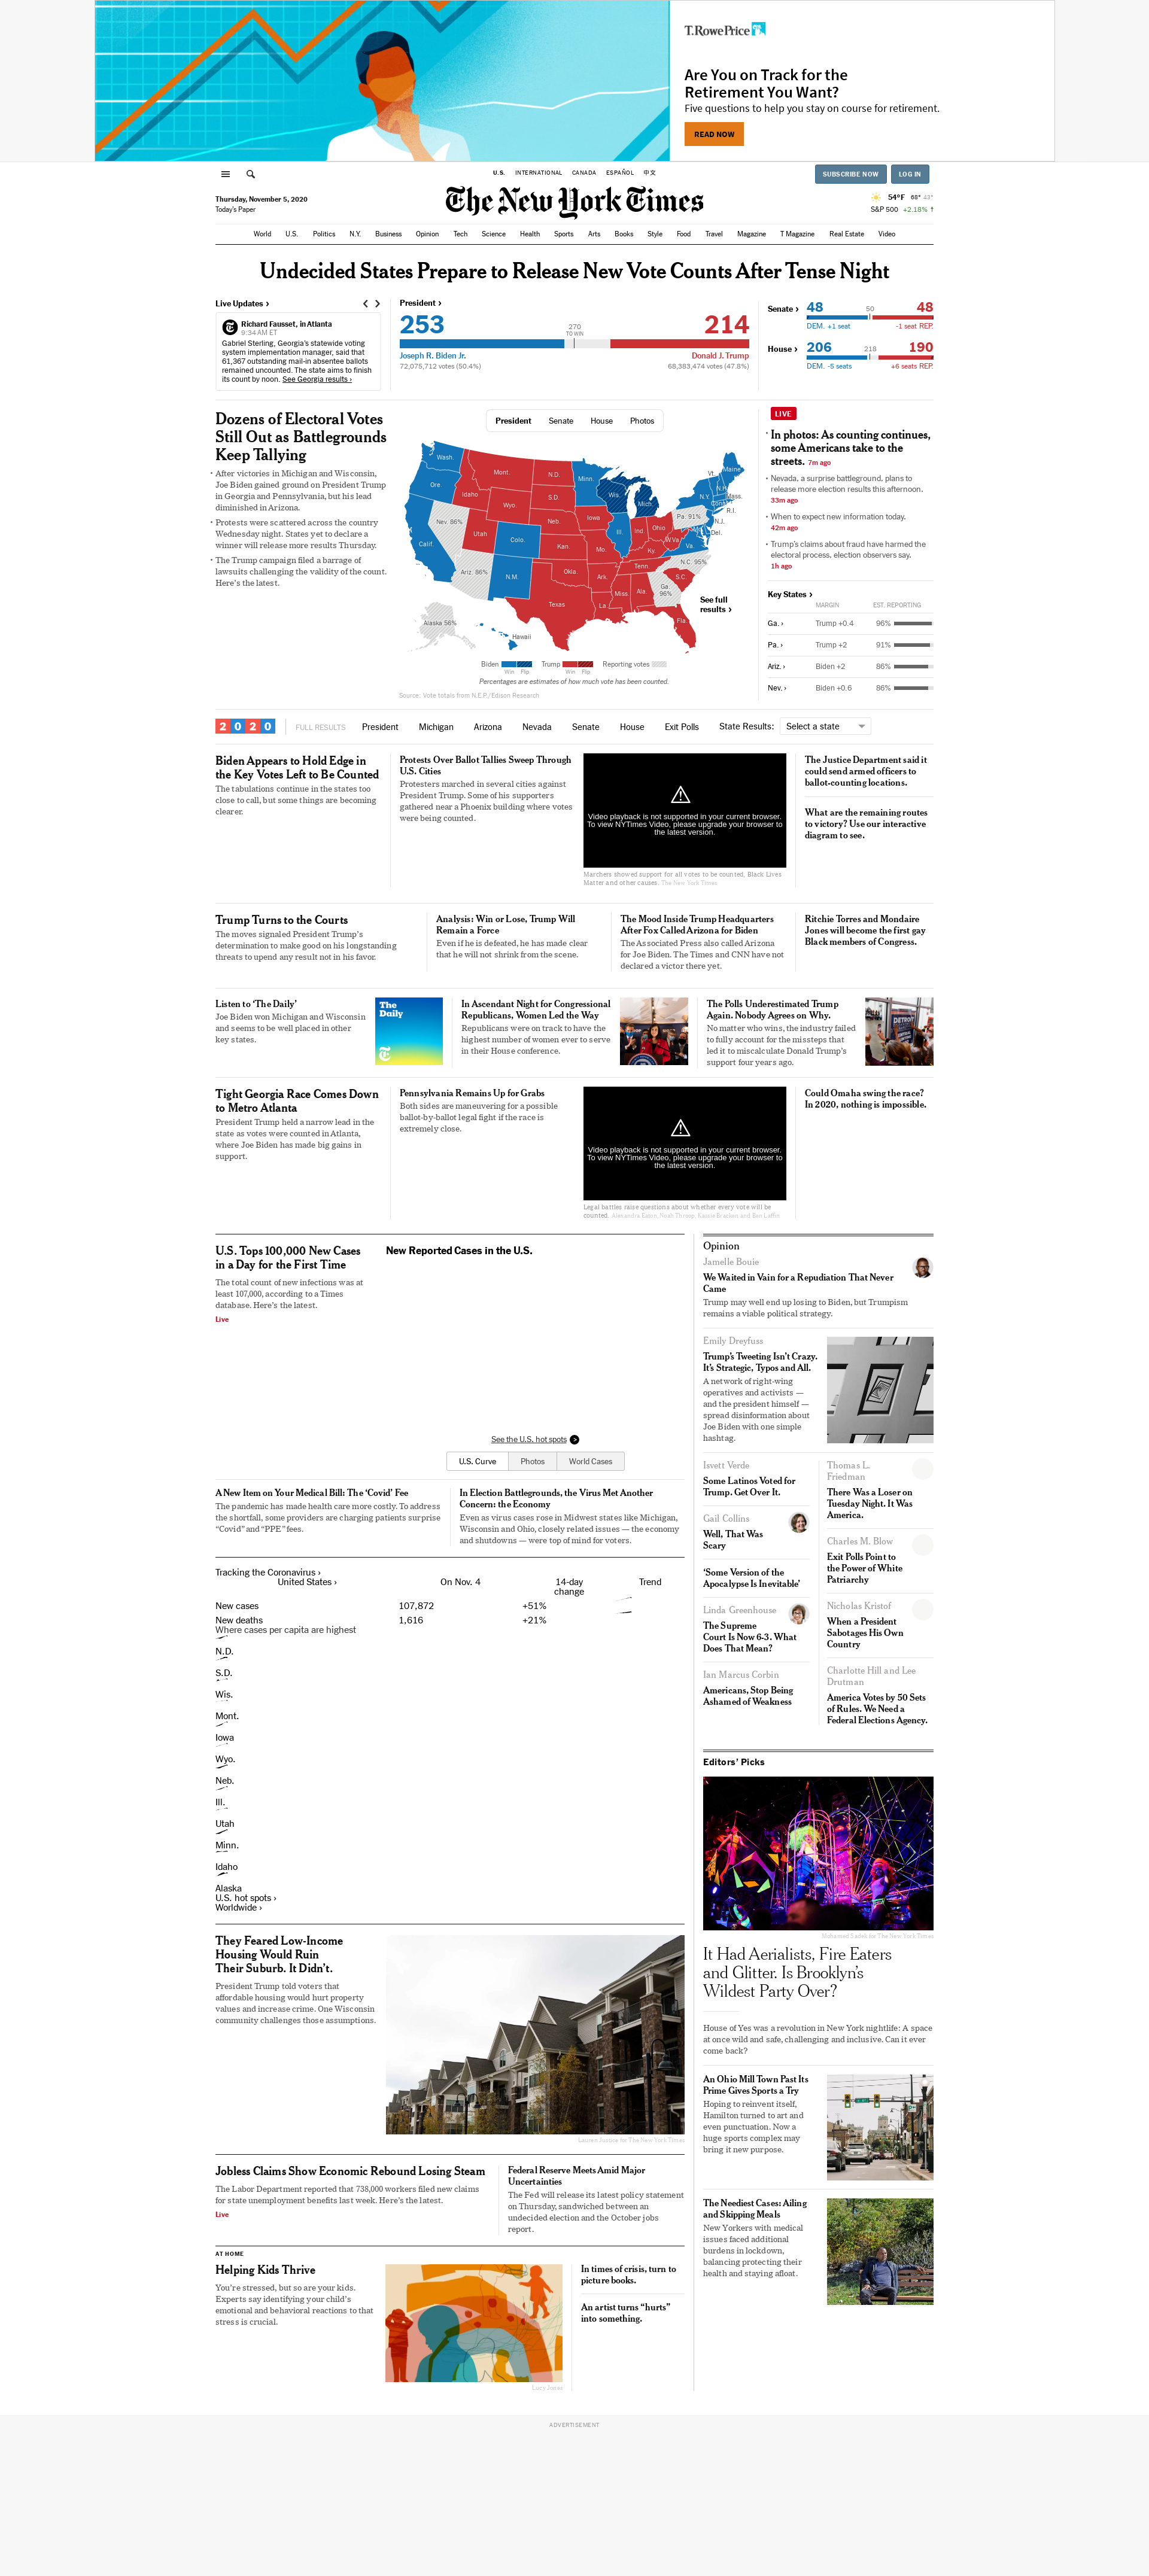 T.RowePrice
Are You on Track for the
Retirement You Want?
Five questions to help you stay on course for retirement.
READ NOW
U.S. INTERNATIONAL CANADA ESPAÑOL 中文
SUBSCRIBE NOW LOG IN
Thursday, November 5, 2020
Today's Paper
The New York Times
54°F 68° 43°
S&P 500 +2.18% ↑
World U.S. Politics N.Y. Business Opinion Tech Science Health Sports Arts Books Style Food Travel Magazine T Magazine Real Estate Video
Undecided States Prepare to Release New Vote Counts After Tense Night
Live Updates ›
Richard Fausset, in Atlanta
9:34 AM ET
Gabriel Sterling, Georgia's statewide voting
system implementation manager, said that
61,367 outstanding mail-in absentee ballots
remained uncounted. The state aims to finish
its count by noon. See Georgia results ›
President ›
253
270
TO WIN
214
Joseph R. Biden Jr.
Donald J. Trump
72,075,712 votes (50.4%)
68,383,474 votes (47.8%)
Senate ›
48 50 48
DEM. +1 seat -1 seat REP.
House ›
206 218 190
DEM. -5 seats +6 seats REP.
Dozens of Electoral Votes
Still Out as Battlegrounds
Keep Tallying
• After victories in Michigan and Wisconsin,
Joe Biden gained ground on President Trump
in Georgia and Pennsylvania, but his lead
diminished in Arizona.
• Protests were scattered across the country
Wednesday night. States yet to declare a
winner will release more results Thursday.
• The Trump campaign filed a barrage of
lawsuits challenging the validity of the count.
Here's the latest.
President Senate House Photos
Wash.
Ore.
Calif.
Nev. 86%
Idaho
Mont.
Wyo.
Utah
Ariz. 86%
Colo.
N.M.
N.D.
S.D.
Neb.
Kan.
Okla.
Texas
Minn.
Iowa
Mo.
Ark.
La.
Wis.
Ill.
Mich.
Ind.
Ohio
Ky.
Tenn.
Miss.
Ala.
Ga.
96%
Fla.
S.C.
N.C. 95%
Va.
W.Va.
Pa. 91%
N.Y.
Vt.
N.H.
Maine
Mass.
R.I.
Conn.
N.J.
Del.
Alaska 56%
Hawaii
See full
results ›
Biden Win Flip
Trump Win Flip
Reporting votes
Percentages are estimates of how much vote has been counted.
Source: Vote totals from N.E.P./Edison Research
LIVE
• In photos: As counting continues,
some Americans take to the
streets. 7m ago
• Nevada, a surprise battleground, plans to
release more election results this afternoon.
33m ago
• When to expect new information today.
42m ago
• Trump's claims about fraud have harmed the
electoral process, election observers say.
1h ago
Key States ›
MARGIN EST. REPORTING
Ga. › Trump +0.4 96%
Pa. › Trump +2 91%
Ariz. › Biden +2 86%
Nev. › Biden +0.6 86%
2020 FULL RESULTS President Michigan Arizona Nevada Senate House Exit Polls State Results: Select a state
Biden Appears to Hold Edge in
the Key Votes Left to Be Counted
The tabulations continue in the states too
close to call, but some things are becoming
clearer.
Protests Over Ballot Tallies Sweep Through
U.S. Cities
Protesters marched in several cities against
President Trump. Some of his supporters
gathered near a Phoenix building where votes
were being counted.
Video playback is not supported in your current browser.
To view NYTimes Video, please upgrade your browser to
the latest version.
Marchers showed support for all votes to be counted, Black Lives
Matter and other causes. The New York Times
The Justice Department said it
could send armed officers to
ballot-counting locations.
What are the remaining routes
to victory? Use our interactive
diagram to see.
Trump Turns to the Courts
The moves signaled President Trump's
determination to make good on his longstanding
threats to upend any result not in his favor.
Analysis: Win or Lose, Trump Will
Remain a Force
Even if he is defeated, he has made clear
that he will not shrink from the scene.
The Mood Inside Trump Headquarters
After Fox Called Arizona for Biden
The Associated Press also called Arizona
for Joe Biden. The Times and CNN have not
declared a victor there yet.
Ritchie Torres and Mondaire
Jones will become the first gay
Black members of Congress.
Listen to ‘The Daily’
Joe Biden won Michigan and Wisconsin
and seems to be well placed in other
key states.
The
Daily
In Ascendant Night for Congressional
Republicans, Women Led the Way
Republicans were on track to have the
highest number of women ever to serve
in their House conference.
The Polls Underestimated Trump
Again. Nobody Agrees on Why.
No matter who wins, the industry failed
to fully account for the missteps that
led it to miscalculate Donald Trump's
support four years ago.
DETROIT
Tight Georgia Race Comes Down
to Metro Atlanta
President Trump held a narrow lead in the
state as votes were counted in Atlanta,
where Joe Biden has made big gains in
support.
Pennsylvania Remains Up for Grabs
Both sides are maneuvering for a possible
ballot-by-ballot legal fight if the race is
extremely close.
Video playback is not supported in your current browser.
To view NYTimes Video, please upgrade your browser to
the latest version.
Legal battles raise questions about whether every vote will be
counted.
Could Omaha swing the race?
In 2020, nothing is impossible.
U.S. Tops 100,000 New Cases
in a Day for the First Time
The total count of new infections was at
least 107,000, according to a Times
database. Here's the latest.
Live
New Reported Cases in the U.S.
See the U.S. hot spots
U.S. Curve Photos World Cases
A New Item on Your Medical Bill: The ‘Covid’ Fee
The pandemic has made health care more costly. To address
the shortfall, some providers are charging patients surprise
“Covid” and “PPE” fees.
In Election Battlegrounds, the Virus Met Another
Concern: the Economy
Even as virus cases rose in Midwest states like Michigan,
Wisconsin and Ohio, closely related issues — the economy
and shutdowns — were top of mind for voters.
Tracking the Coronavirus ›
United States › On Nov. 4 14-day
change Trend
New cases 107,872 +51%
New deaths 1,616 +21%
Where cases per capita are highest
N.D.
S.D.
Wis.
Mont.
Iowa
Wyo.
Neb.
Ill.
Utah
Minn.
Idaho
Alaska
U.S. hot spots ›
Worldwide ›
They Feared Low-Income
Housing Would Ruin
Their Suburb. It Didn't.
President Trump told voters that
affordable housing would hurt property
values and increase crime. One Wisconsin
community challenges those assumptions.
Lauren Justice for The New York Times
Jobless Claims Show Economic Rebound Losing Steam
The Labor Department reported that 738,000 workers filed new claims
for state unemployment benefits last week. Here's the latest.
Live
Federal Reserve Meets Amid Major
Uncertainties
The Fed will release its latest policy statement
on Thursday, sandwiched between an
undecided election and the October jobs
report.
AT HOME
Helping Kids Thrive
You're stressed, but so are your kids.
Experts say identifying your child's
emotional and behavioral reactions to that
stress is crucial.
Lucy Jones
In times of crisis, turn to
picture books.
An artist turns “hurts”
into something.
Opinion
Jamelle Bouie
We Waited in Vain for a Repudiation That Never
Came
Trump may well end up losing to Biden, but Trumpism
remains a viable political strategy.
Emily Dreyfuss
Trump's Tweeting Isn't Crazy.
It's Strategic, Typos and All.
A network of right-wing
operatives and activists —
and the president himself —
spread disinformation about
Joe Biden with one simple
hashtag.
Isvett Verde
Some Latinos Voted for
Trump. Get Over It.
Gail Collins
Well, That Was
Scary
‘Some Version of the
Apocalypse Is Inevitable’
Linda Greenhouse
The Supreme
Court Is Now 6-3. What
Does That Mean?
Ian Marcus Corbin
Americans, Stop Being
Ashamed of Weakness
Thomas L.
Friedman
There Was a Loser on
Tuesday Night. It Was
America.
Charles M. Blow
Exit Polls Point to
the Power of White
Patriarchy
Nicholas Kristof
When a President
Sabotages His Own
Country
Charlotte Hill and Lee
Drutman
America Votes by 50 Sets
of Rules. We Need a
Federal Elections Agency.
Editors' Picks
Mohamed Sadek for The New York Times
It Had Aerialists, Fire Eaters
and Glitter. Is Brooklyn's
Wildest Party Over?
House of Yes was a revolution in New York nightlife: A space
at once wild and safe, challenging and inclusive. Can it ever
come back?
An Ohio Mill Town Past Its
Prime Gives Sports a Try
Hoping to reinvent itself,
Hamilton turned to art and
even punctuation. Now a
huge sports complex may
bring it new purpose.
The Neediest Cases: Ailing
and Skipping Meals
New Yorkers with medical
issues faced additional
burdens in lockdown,
balancing protecting their
health and staying afloat.
ADVERTISEMENT